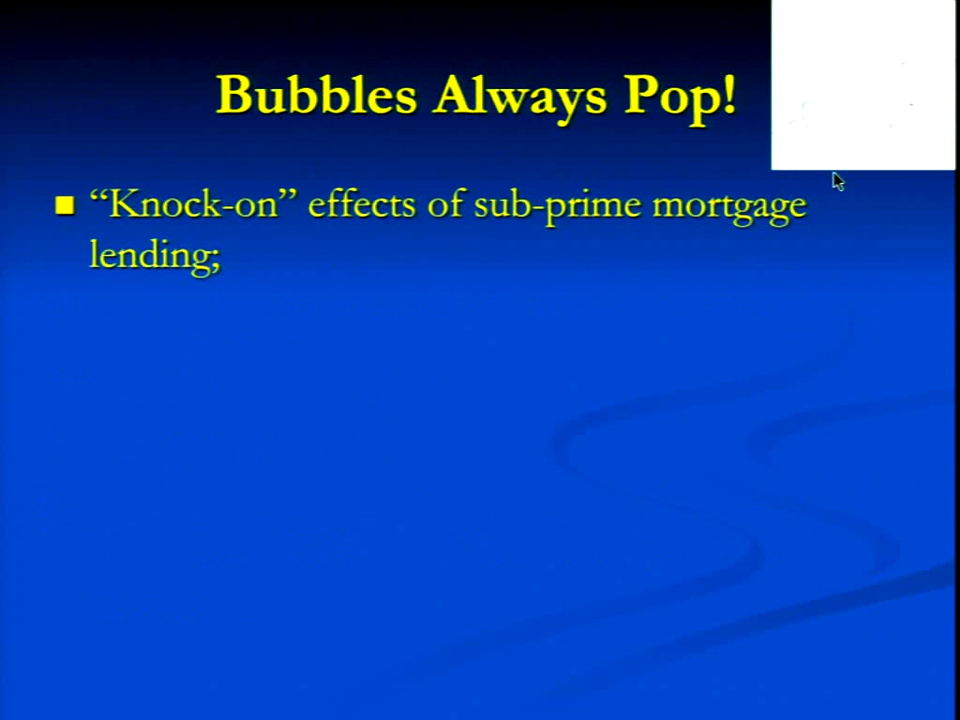 Bubbles Always Pop!
“Knock-on” effects of sub-prime mortgage
lending;